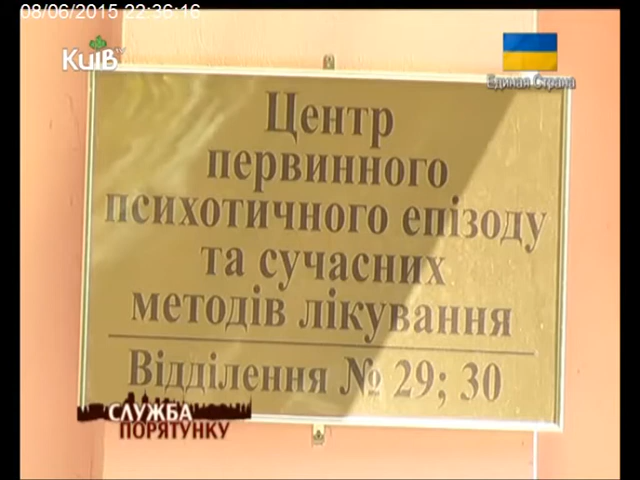 08/06/2015 22:36:16
КиЇВ
Единая Страна
Центр
первинного
психотичного епізоду
та сучасних
методів лікування
Відділення № 29; 30
СЛУЖБА
ПОРЯТУНКУ